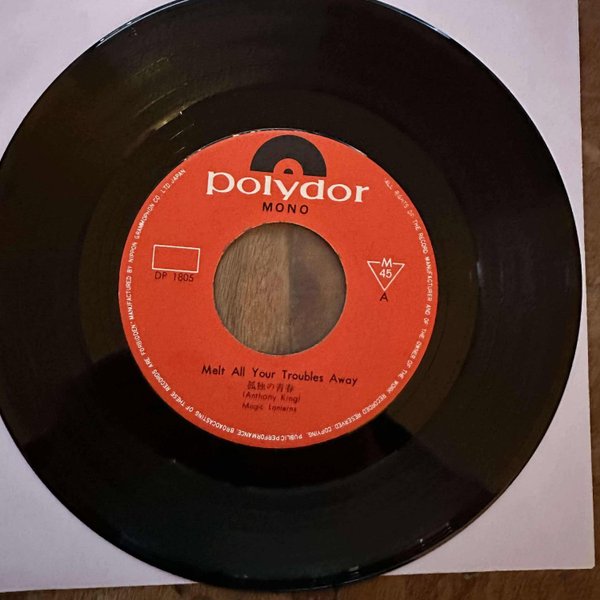 polydor
MONO
DP 1805
M
45
A
Melt All Your Troubles Away
孤独の青春
(Anthony King)
Magic Lanterns
MANUFACTURED BY NIPPON GRAMMOPHON CO. LTD. JAPAN
ALL RIGHTS OF THE RECORD MANUFACTURER AND OF THE OWNER OF THE WORK RECORDED RESERVED. COPYING, PUBLIC PERFORMANCE, BROADCASTING OF THESE RECORDS ARE FORBIDDEN.